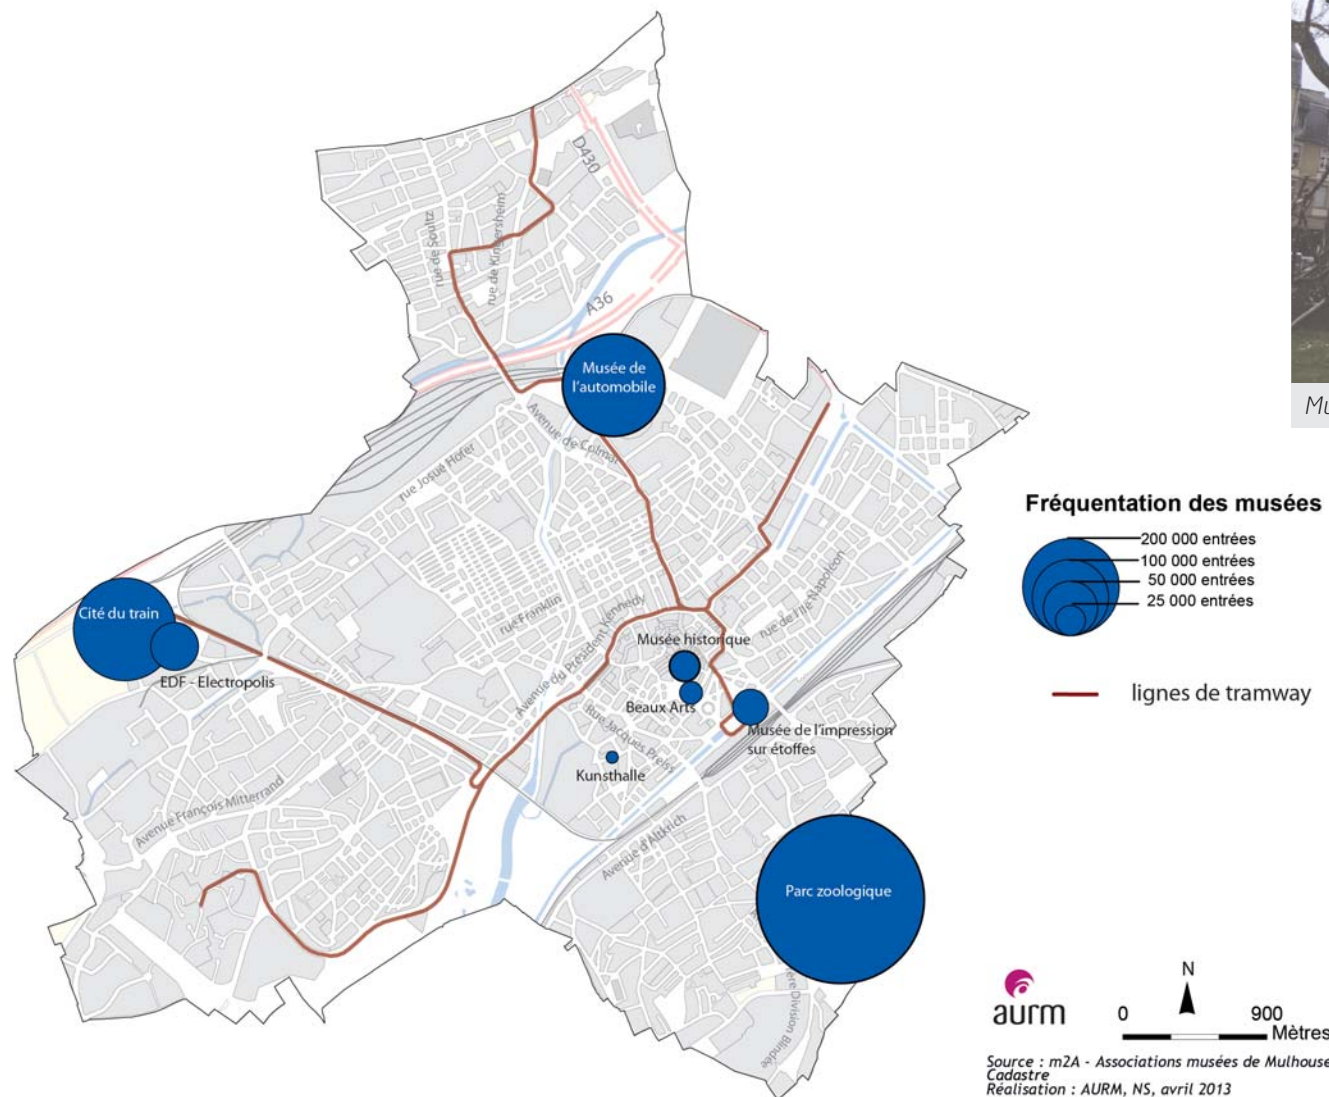 D430
rue de Soultz
rue de Kingersheim
A36
Musée de
l'automobile
Avenue de Colmar
rue Josué Hofer
Mu
Fréquentation des musées
200 000 entrées
100 000 entrées
50 000 entrées
25 000 entrées
lignes de tramway
Cité du train
EDF - Electropolis
rue Franklin
Avenue du Président Kennedy
rue de l'Ile Napoléon
Musée historique
Beaux Arts
Rue Jacques Preiss
Musée de l'impression
sur étoffes
Kunsthalle
Avenue François Mitterrand
Avenue d'Altkrich
Parc zoologique
Division Blindée
aurm
N
0 900
Mètres
Source : m2A - Associations musées de Mulhouse
Cadastre
Réalisation : AURM, NS, avril 2013